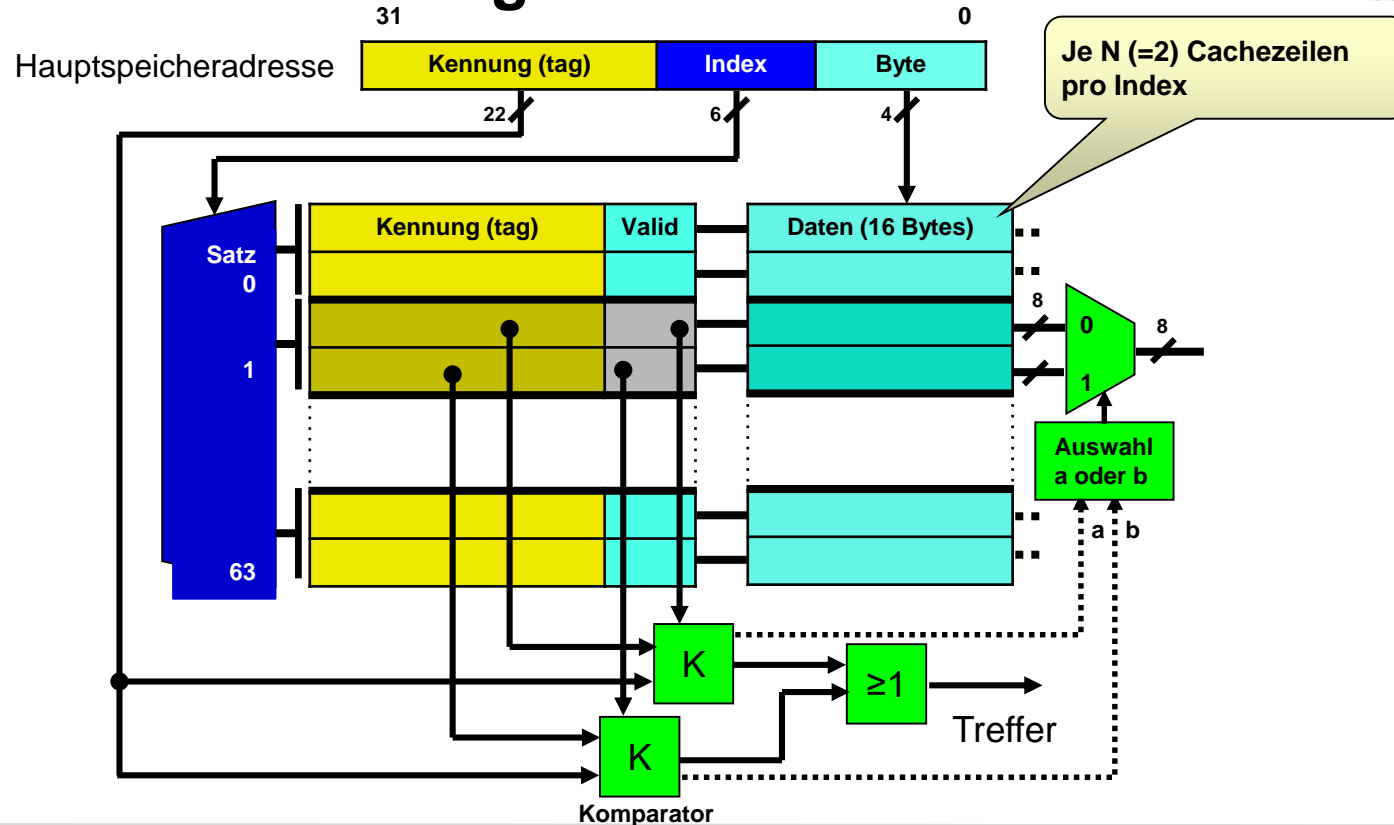 31
0
Hauptspeicheradresse
Kennung (tag)
Index
Byte
Je N (=2) Cachezeilen
pro Index
22
6
4
Kennung (tag)
Valid
Daten (16 Bytes)
Satz
0
8
0
8
1
1
Auswahl
a oder b
a
b
63
K
≥1
Treffer
K
Komparator